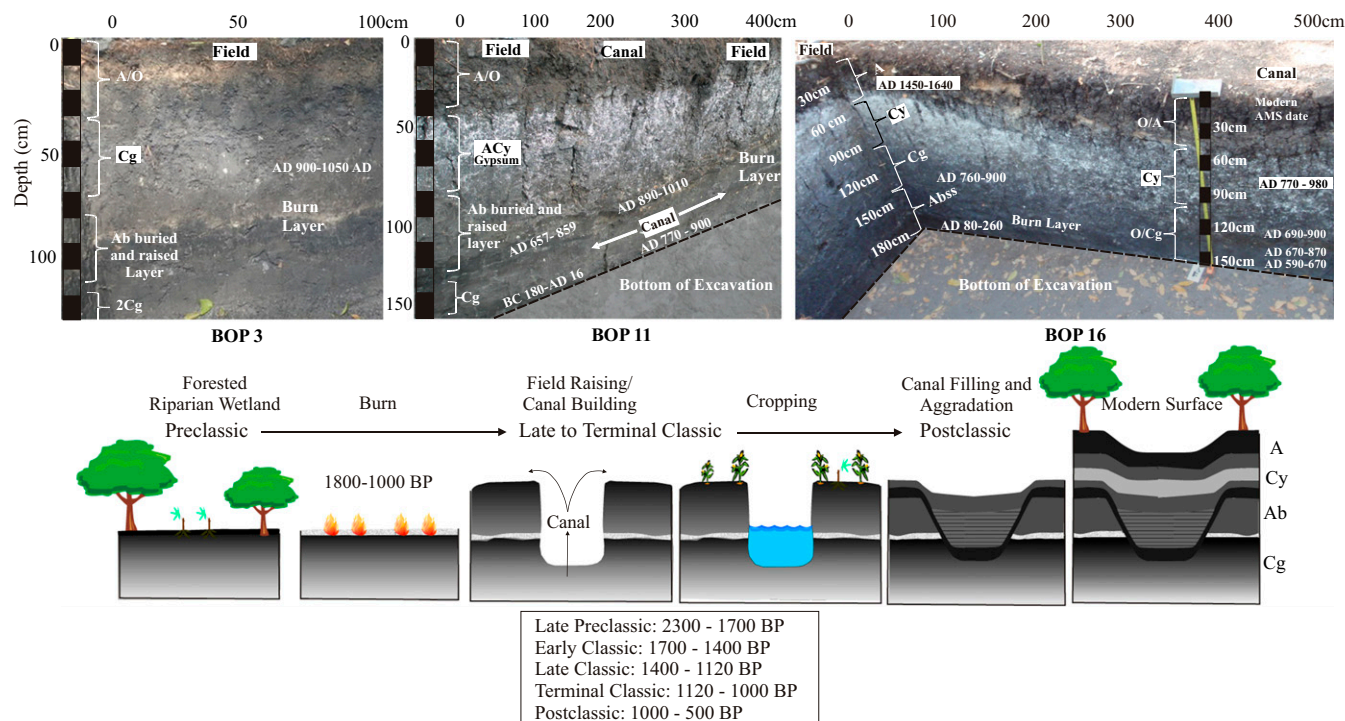 0 50 100cm
0
50
100
Depth (cm)
Field
A/O
Cg
AD 900-1050 AD
Burn
Layer
Ab buried
and raised
Layer
2Cg
BOP 3
0 100 200 300 400cm
0
50
100
150
Field Canal Field
A/O
ACy
Gypsum
Burn
Layer
Ab buried and
raised
layer
AD 890-1010
Canal
AD 657- 859
AD 770 - 900
BC 180-AD 16
Cg
Bottom of Excavation
BOP 11
0 100 200 300 400 500cm
Field
A
AD 1450-1640
Canal
Modern
AMS date
30cm
60 cm
90cm
120cm
150cm
180cm
Cy
Cg
Abss
AD 760-900
AD 80-260
Burn Layer
O/A
Cy
O/Cg
30cm
60cm
90cm
120cm
150cm
AD 770 - 980
AD 690-900
AD 670-870
AD 590-670
Bottom of Excavation
BOP 16
Forested
Riparian Wetland
Preclassic
Burn
1800-1000 BP
Field Raising/
Canal Building
Late to Terminal Classic
Canal
Cropping
Canal Filling and
Aggradation
Postclassic
Modern Surface
A
Cy
Ab
Cg
Late Preclassic: 2300 - 1700 BP
Early Classic: 1700 - 1400 BP
Late Classic: 1400 - 1120 BP
Terminal Classic: 1120 - 1000 BP
Postclassic: 1000 - 500 BP